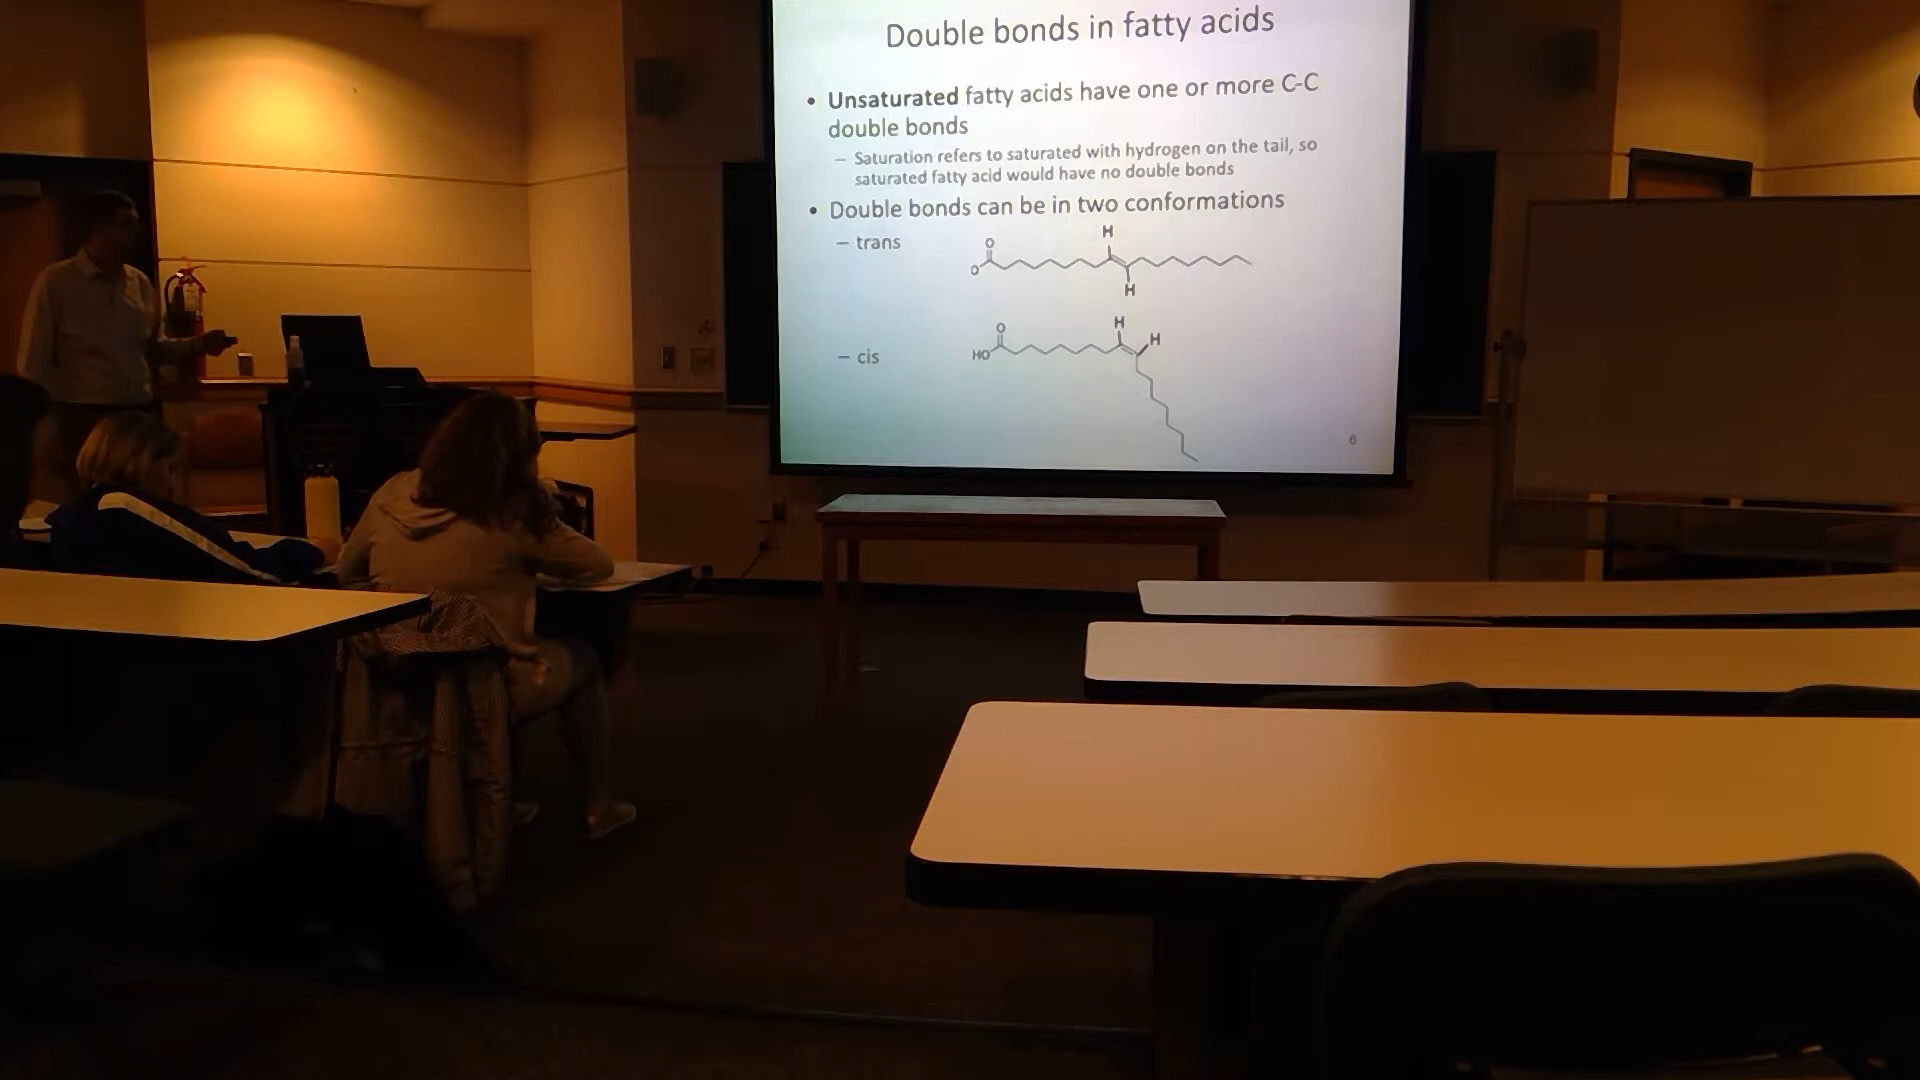 Double bonds in fatty acids
• Unsaturated fatty acids have one or more C-C
double bonds
– Saturation refers to saturated with hydrogen on the tail, so
saturated fatty acid would have no double bonds
• Double bonds can be in two conformations
– trans
O
O
H
H
– cis
O
HO
H
H
6